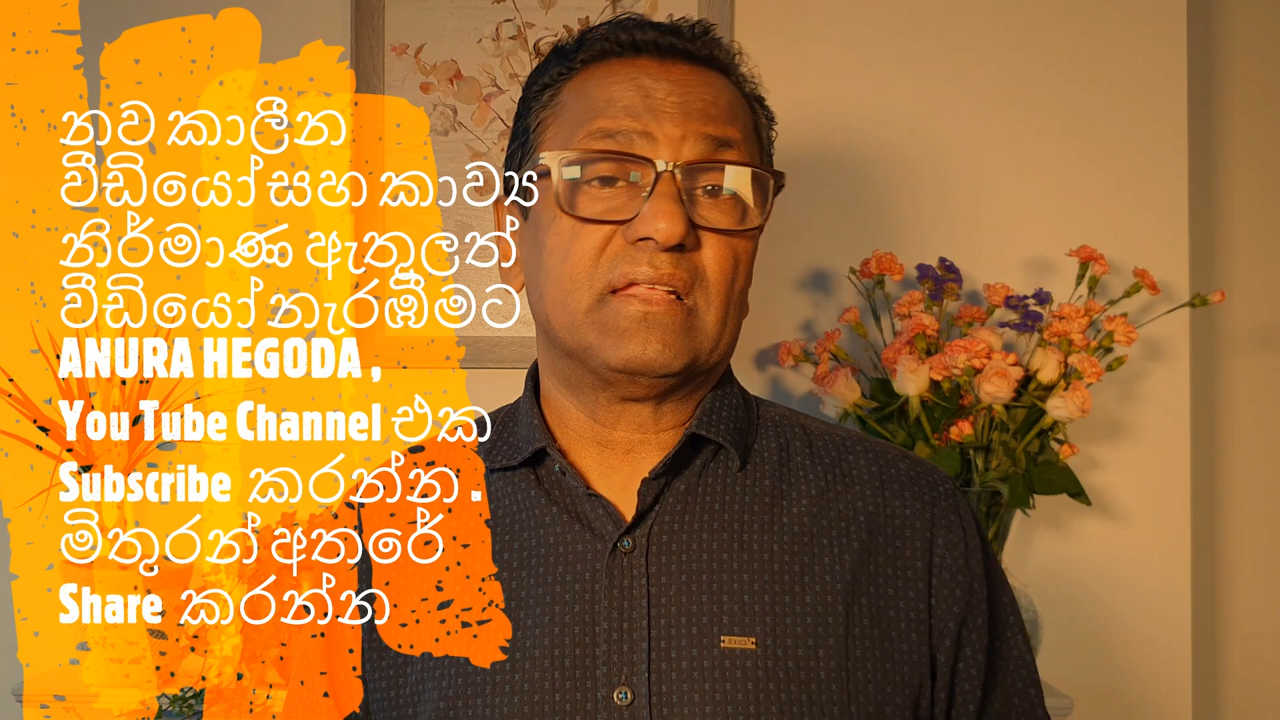 නව කාලීන
වීඩියෝ සහ කාව්‍ය
නිර්මාණ ඇතුලත්
වීඩියෝ නැරඹීමට
ANURA HEGODA ,
You Tube Channel එක
Subscribe කරන්න .
මිතුරන් අතරේ
Share කරන්න